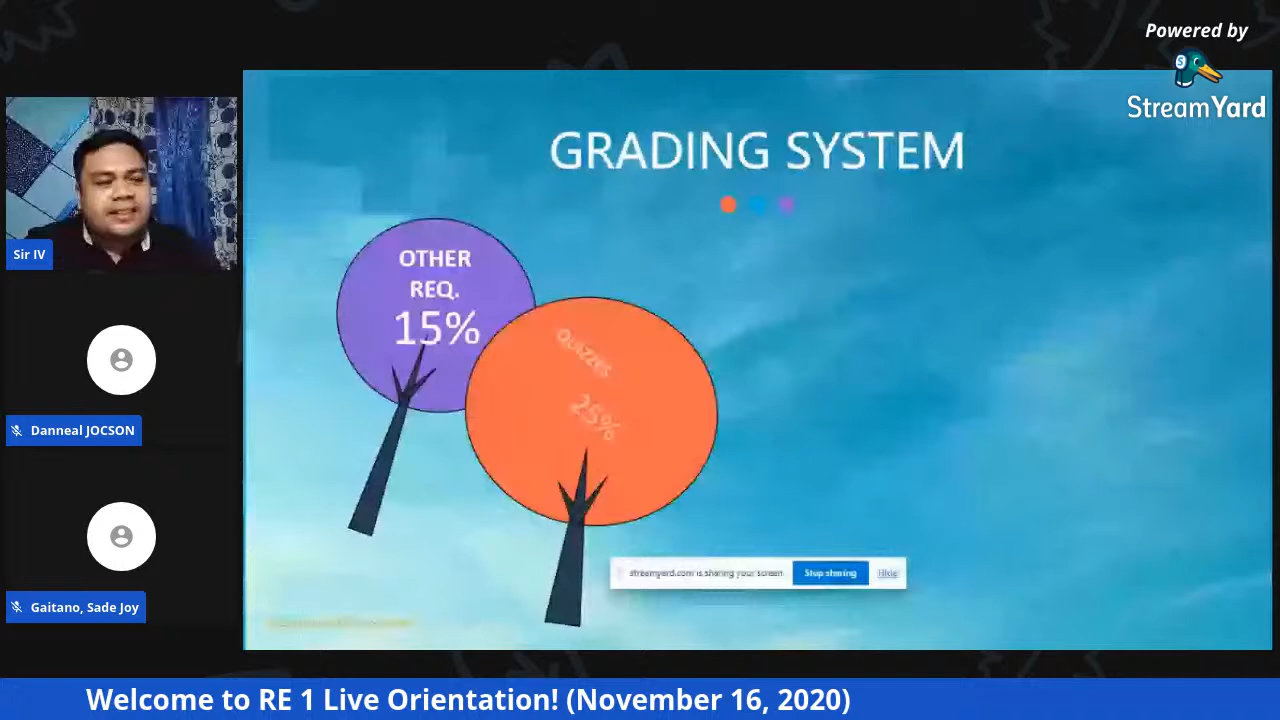 Powered by
StreamYard
GRADING SYSTEM
OTHER
REQ.
15%
QUIZZES
25%
Sir IV
Danneal JOCSON
Gaitano, Sade Joy
streamyard.com is sharing your screen.
Stop sharing
Hide
Welcome to RE 1 Live Orientation! (November 16, 2020)